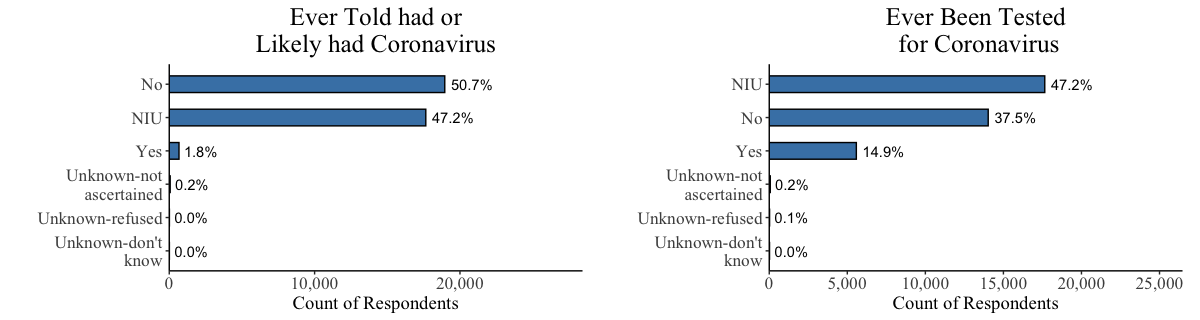 Ever Told had or
Likely had Coronavirus
No
50.7%
NIU
47.2%
Yes
1.8%
Unknown-not
ascertained
0.2%
Unknown-refused
0.0%
Unknown-don't
know
0.0%
0
10,000
20,000
Count of Respondents
Ever Been Tested
for Coronavirus
NIU
47.2%
No
37.5%
Yes
14.9%
Unknown-not
ascertained
0.2%
Unknown-refused
0.1%
Unknown-don't
know
0.0%
0
5,000
10,000
15,000
20,000
25,000
Count of Respondents